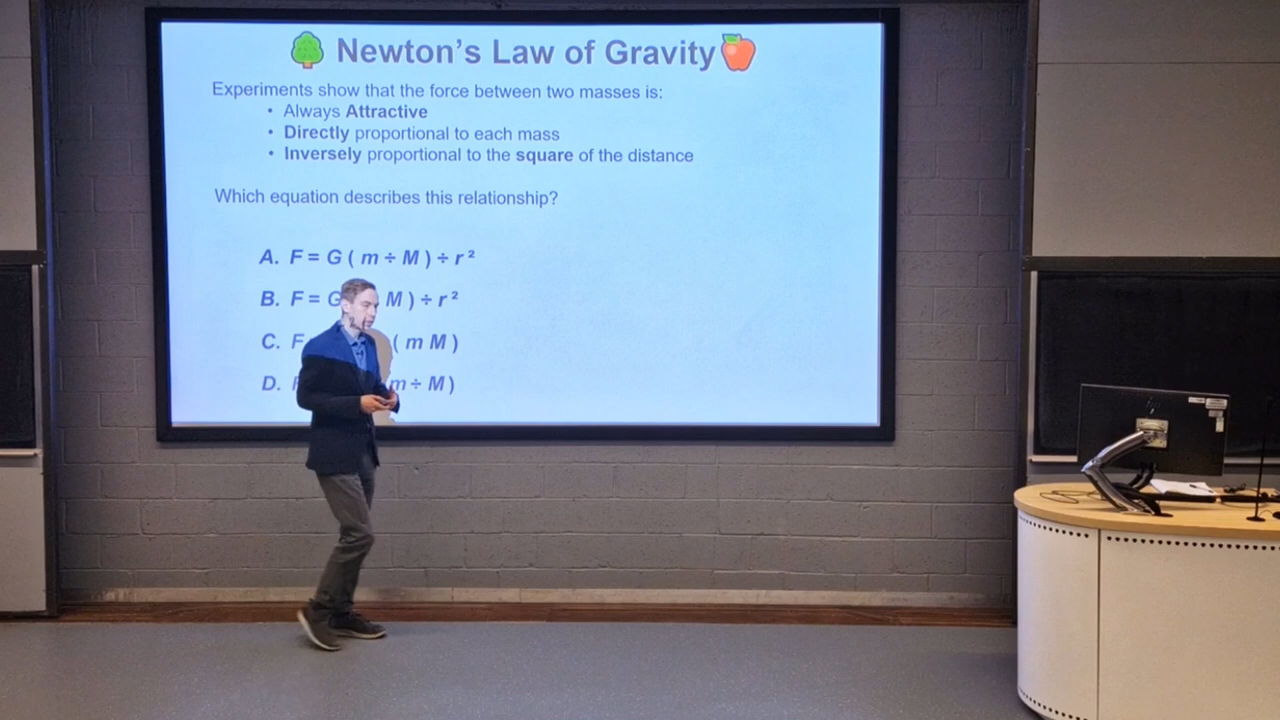 Newton's Law of Gravity
Experiments show that the force between two masses is:
• Always Attractive
• Directly proportional to each mass
• Inversely proportional to the square of the distance
Which equation describes this relationship?
A. F = G ( m ÷ M ) ÷ r²
B. F = G M ) ÷ r²
C. F ( m M )
D. m ÷ M )